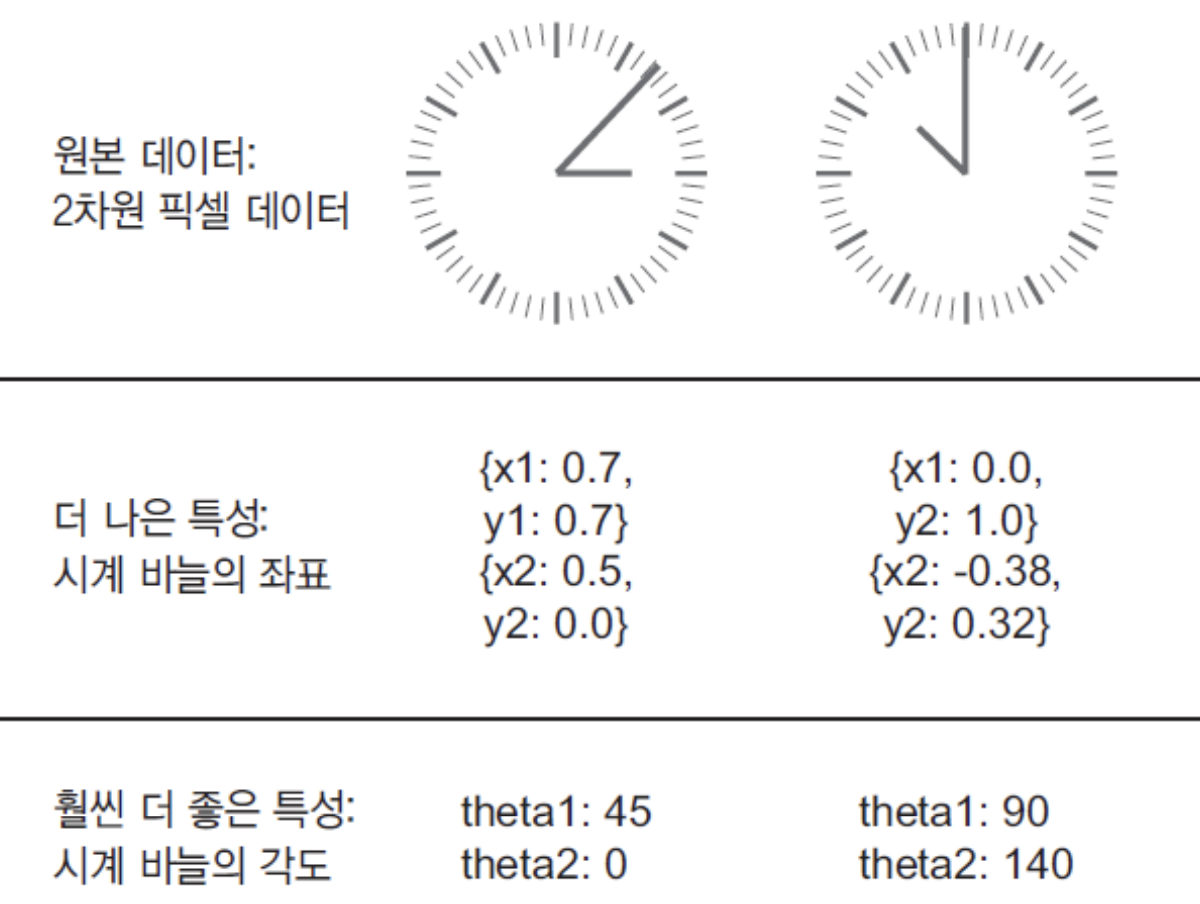 원본 데이터:
2차원 픽셀 데이터
더 나은 특성:
시계 바늘의 좌표
{x1: 0.7,
y1: 0.7}
{x2: 0.5,
y2: 0.0}
{x1: 0.0,
y2: 1.0}
{x2: -0.38,
y2: 0.32}
훨씬 더 좋은 특성:
시계 바늘의 각도
theta1: 45
theta2: 0
theta1: 90
theta2: 140